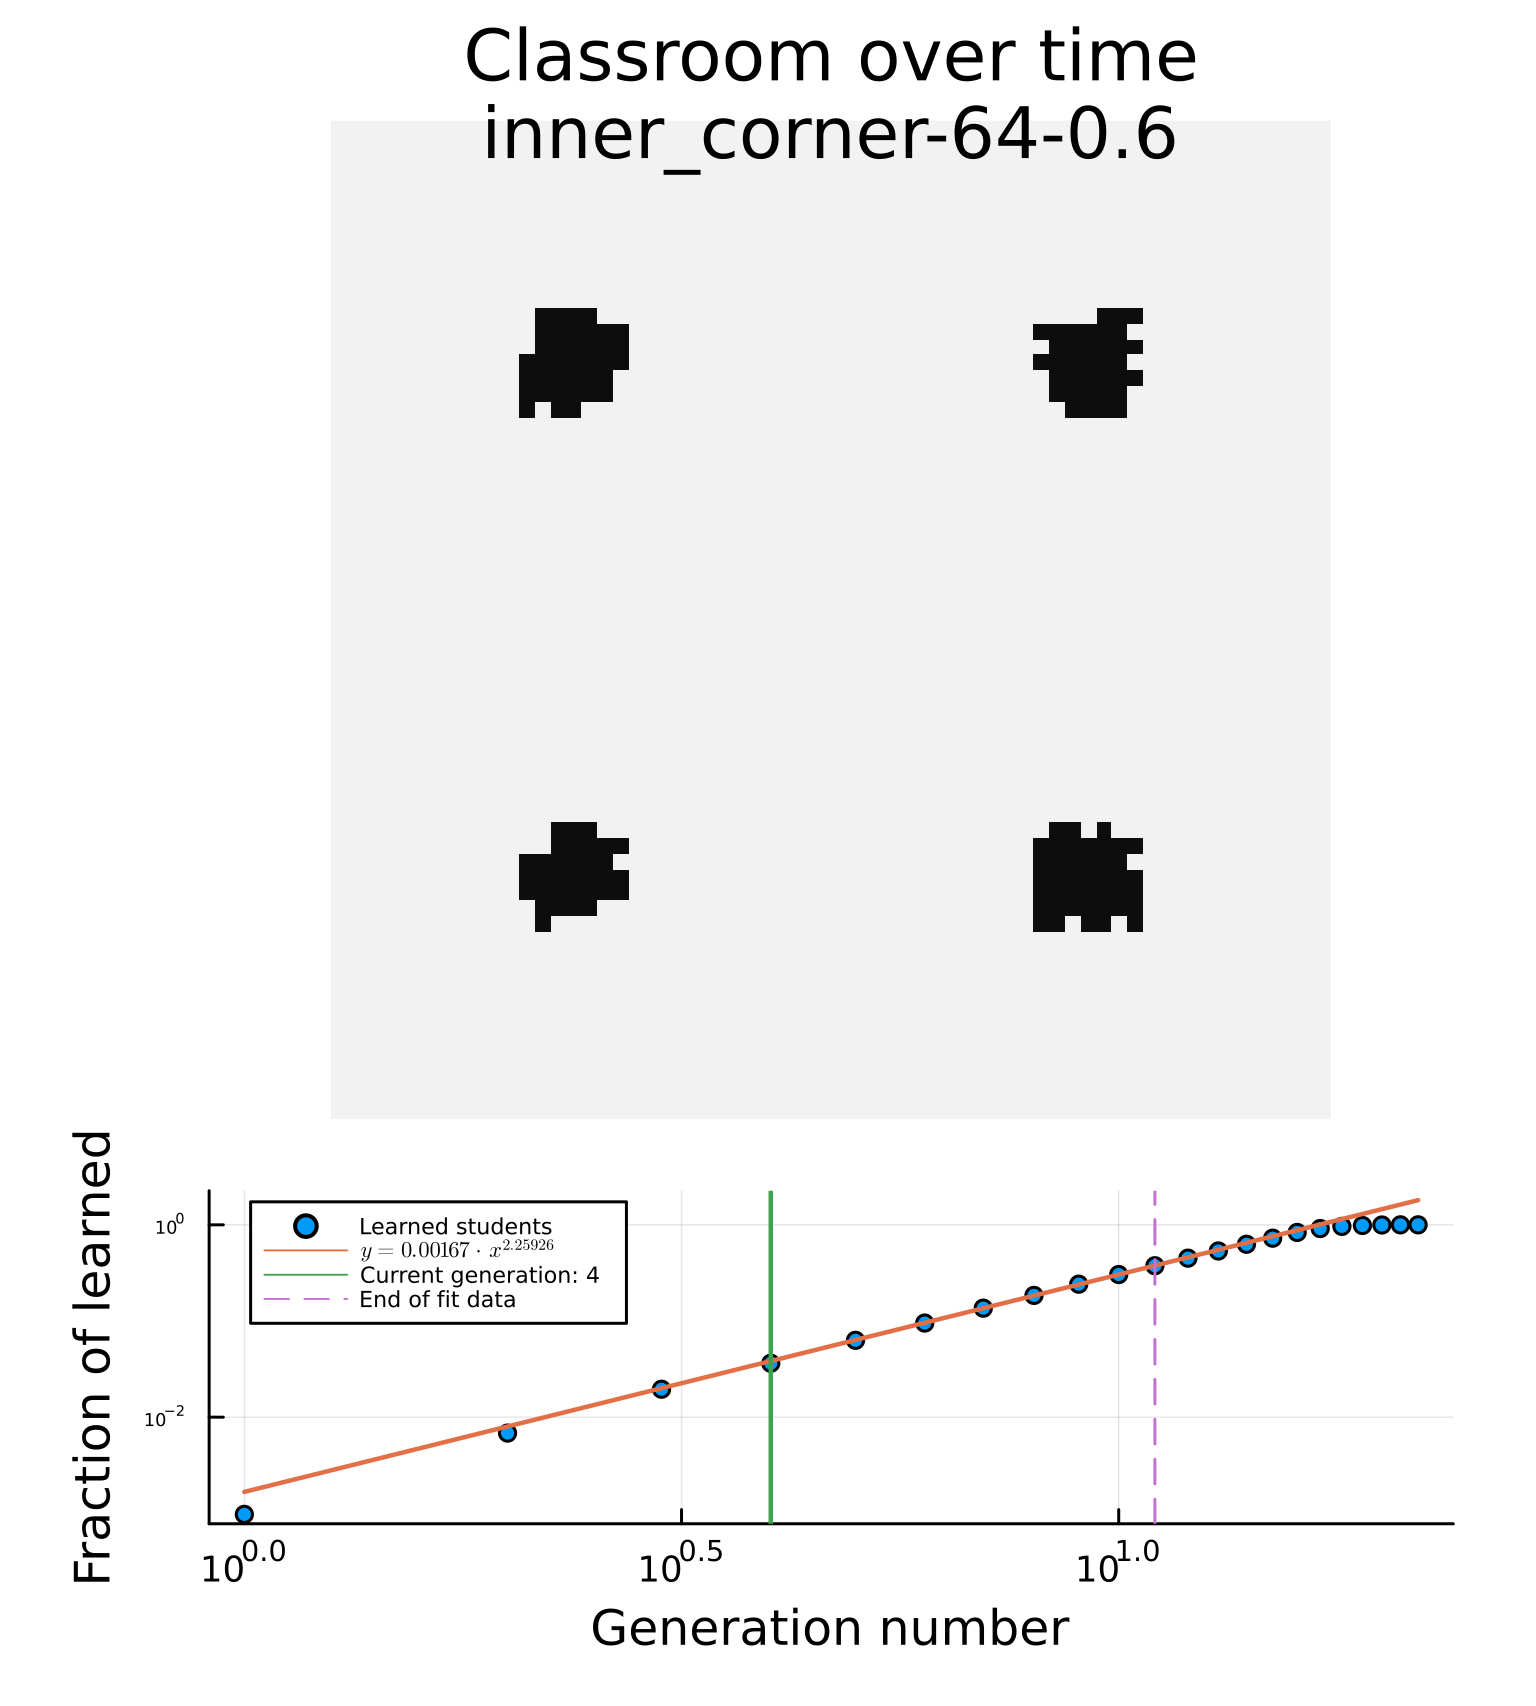 Classroom over time
inner_corner-64-0.6
Fraction of learned
10^0
10^−2
Learned students
y = 0.00167 · x^2.25926
Current generation: 4
End of fit data
10^0.0
10^0.5
10^1.0
Generation number